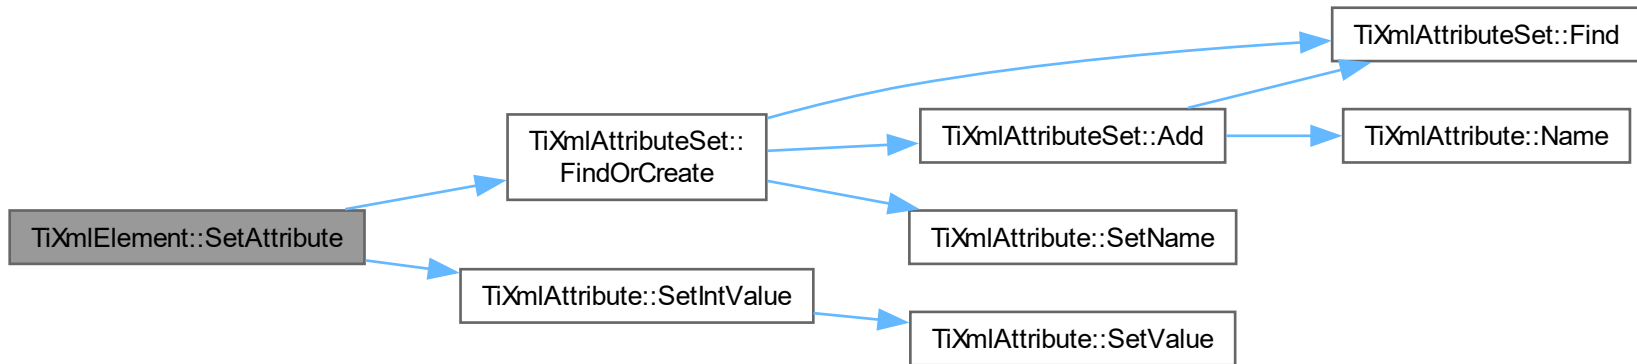 TiXmlElement::SetAttribute
TiXmlAttributeSet::
FindOrCreate
TiXmlAttribute::SetIntValue
TiXmlAttributeSet::Add
TiXmlAttribute::SetName
TiXmlAttribute::SetValue
TiXmlAttributeSet::Find
TiXmlAttribute::Name